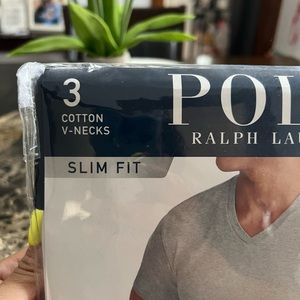 3
COTTON
V-NECKS
POL
RALPH LAU
SLIM FIT